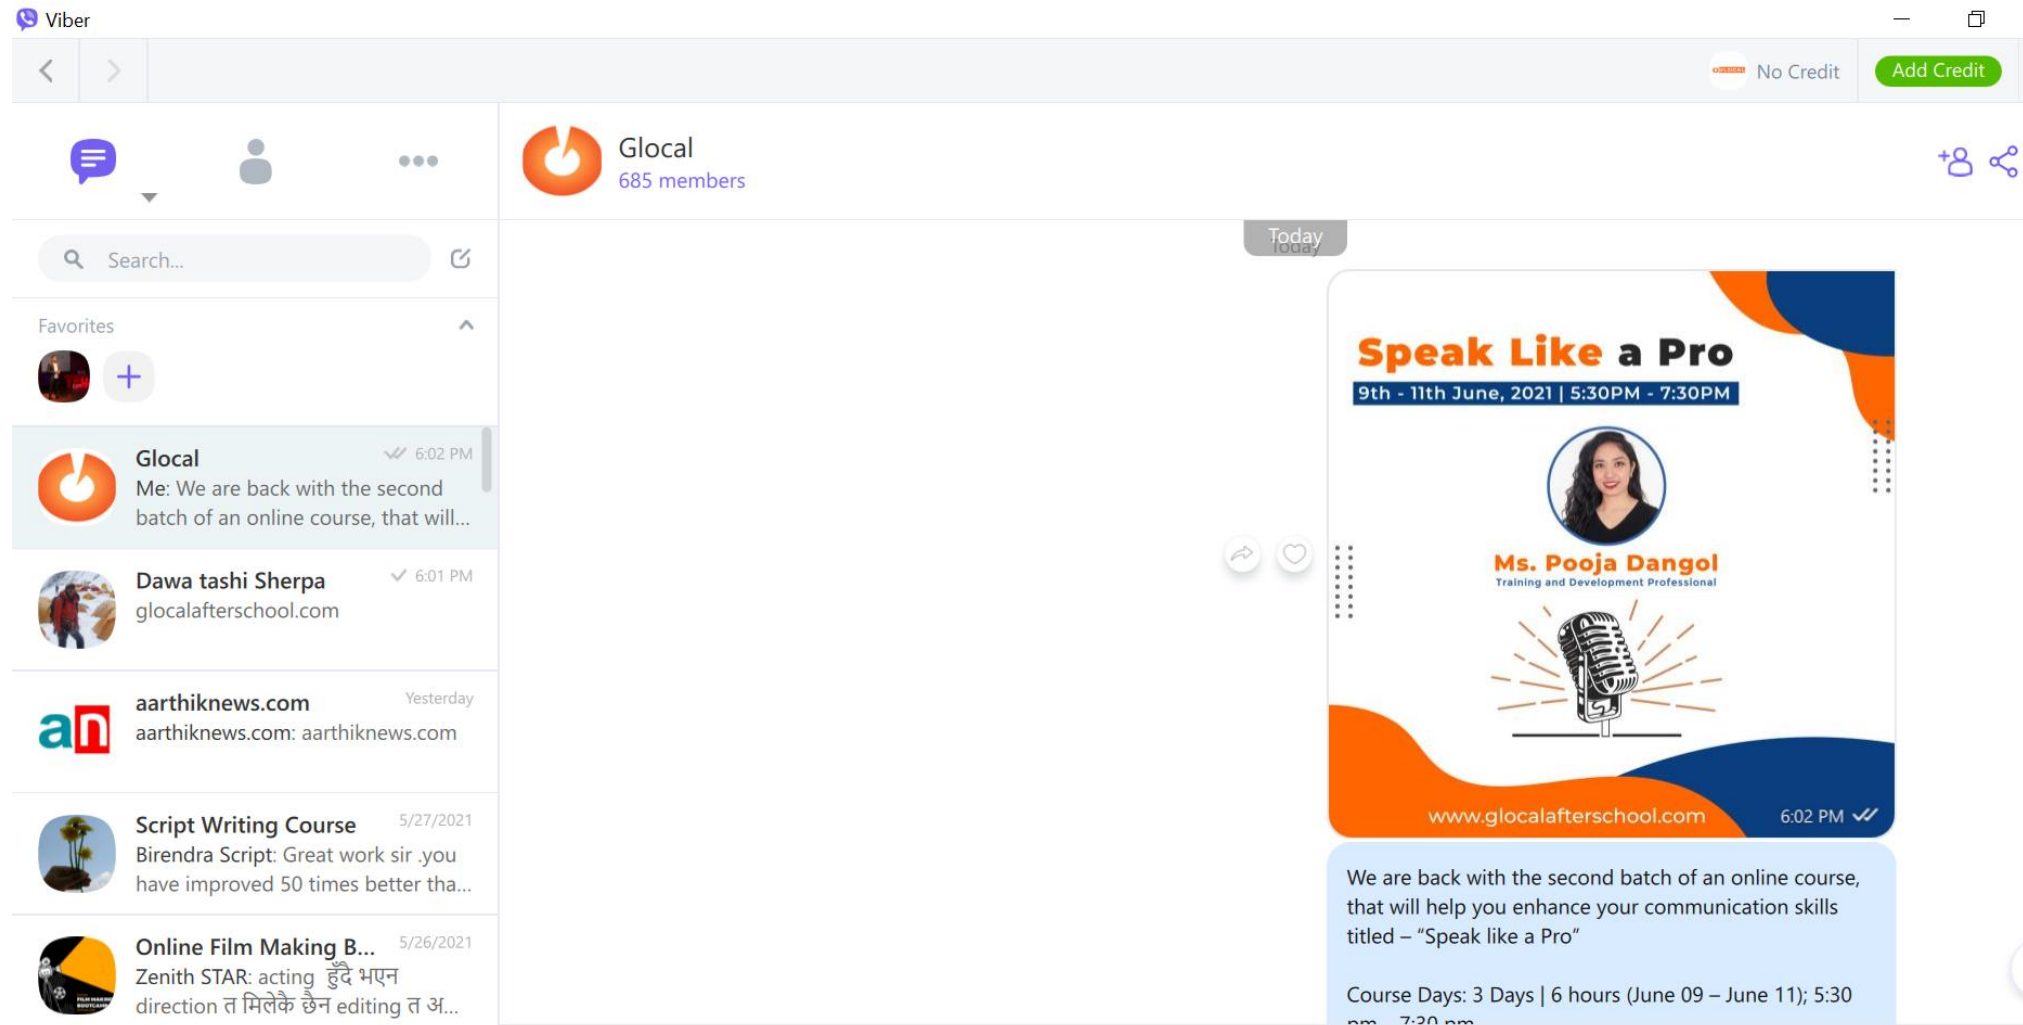 Viber
No Credit
Add Credit
Glocal
685 members
Search...
Favorites
Glocal
6:02 PM
Me: We are back with the second
batch of an online course, that will...
Dawa tashi Sherpa
6:01 PM
glocalafterschool.com
aarthiknews.com
Yesterday
an
aarthiknews.com: aarthiknews.com
Script Writing Course
5/27/2021
Birendra Script: Great work sir .you
have improved 50 times better tha...
Online Film Making B...
5/26/2021
Zenith STAR: acting हुँदै भएन
direction त मिलेकै छैन editing त अ...
Today
Speak Like a Pro
9th - 11th June, 2021 | 5:30PM - 7:30PM
Ms. Pooja Dangol
Training and Development Professional
www.glocalafterschool.com
6:02 PM
We are back with the second batch of an online course,
that will help you enhance your communication skills
titled – “Speak like a Pro”
Course Days: 3 Days | 6 hours (June 09 – June 11); 5:30
pm – 7:30 pm